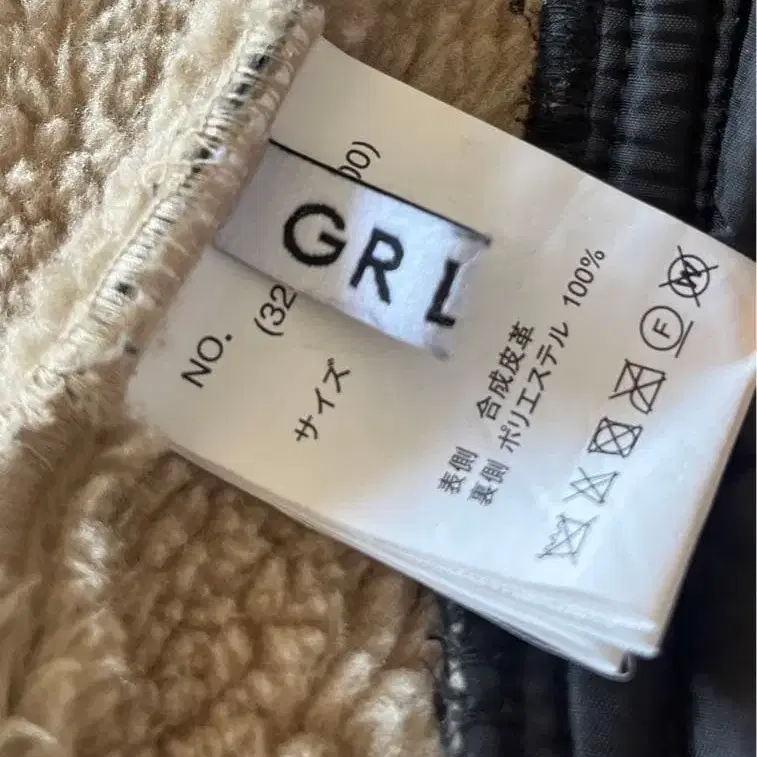 GRL
NO.
(32
00)
サイズ
表側 合成皮革
裏側 ポリエステル 100%
F
W